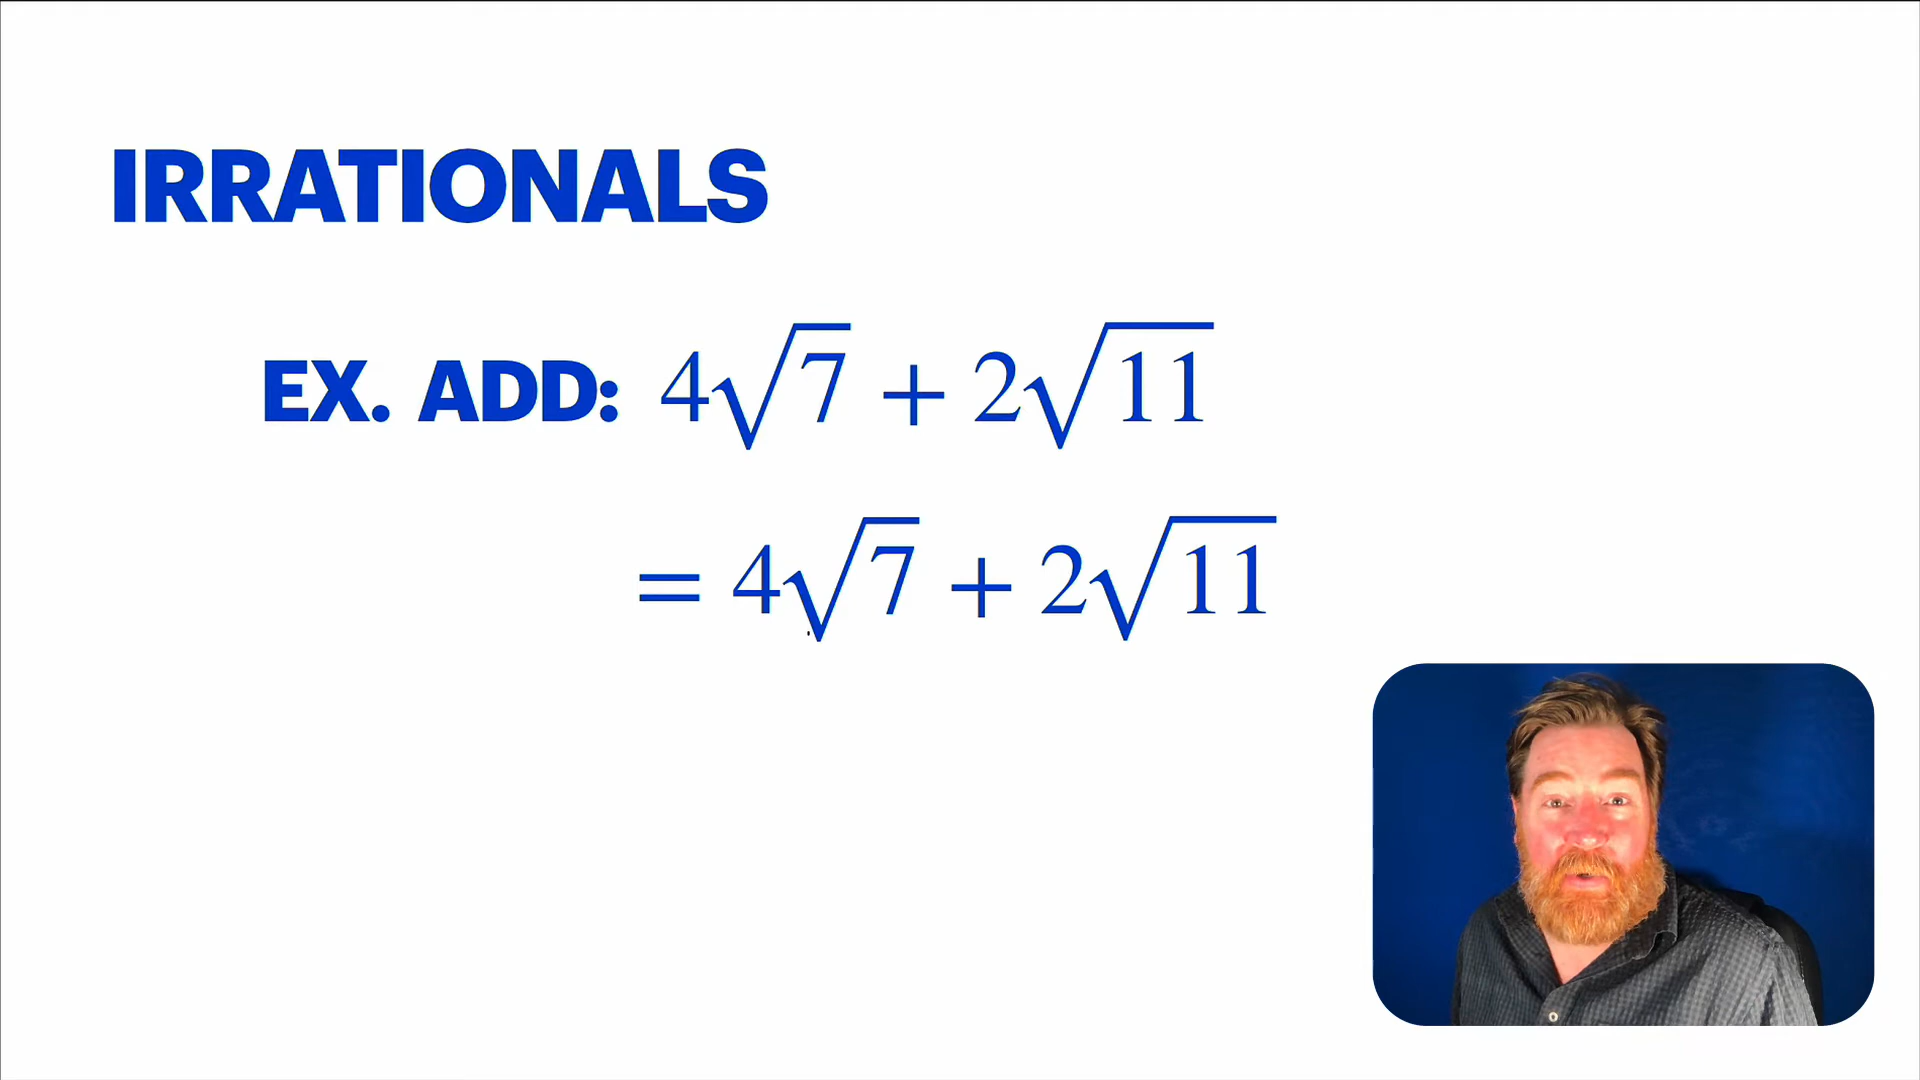 IRRATIONALS
EX. ADD: 4√7 + 2√11
= 4√7 + 2√11